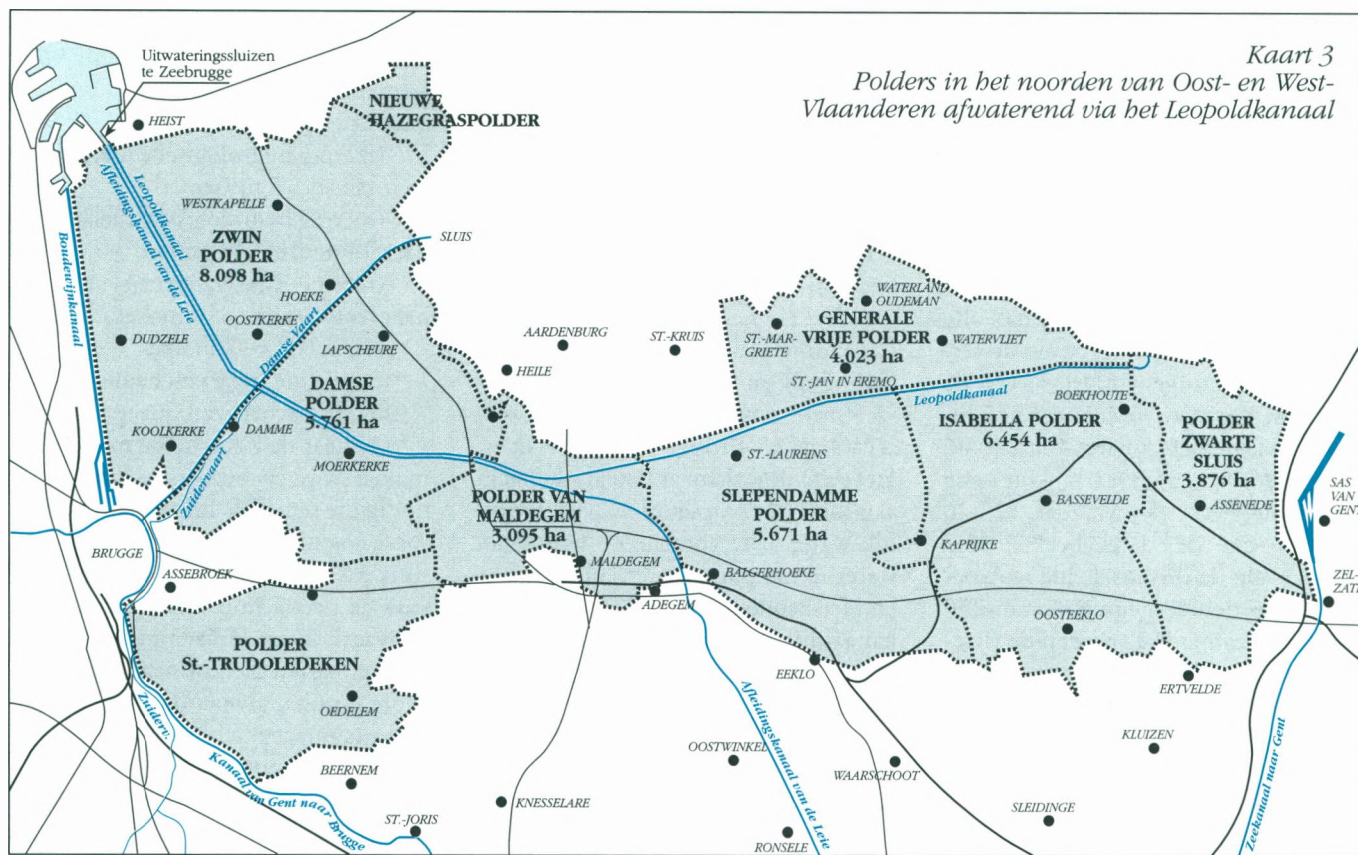 Kaart 3
Polders in het noorden van Oost- en West-
Vlaanderen afwaterend via het Leopoldkanaal
Uitwateringssluizen
te Zeebrugge
HEIST
NIEUWE
HAZEGRASPOLDER
Leopoldkanaal
Afleidingskanaal van de Leie
Boudewijnkanaal
WESTKAPELLE
ZWIN
POLDER
8.098 ha
SLUIS
HOEKE
OOSTKERKE
DUDZELE
LAPSCHEURE
Damse Vaart
AARDENBURG
HEILE
ST.-KRUIS
WATERLAND
OUDEMAN
GENERALE
VRIJE POLDER
4.023 ha
ST.-MAR-
GRIETE
WATERVLIET
ST.-JAN IN EREMO
Leopoldkanaal
BOEKHOUTE
DAMSE
POLDER
5.761 ha
KOOLKERKE
DAMME
Zuidervaart
MOERKERKE
ISABELLA POLDER
6.454 ha
POLDER
ZWARTE
SLUIS
3.876 ha
ST.-LAUREINS
POLDER VAN
MALDEGEM
3.095 ha
SLEPENDAMME
POLDER
5.671 ha
BASSEVELDE
ASSENEDE
SAS
VAN
GENT
KAPRIJKE
BRUGGE
ASSEBROEK
MALDEGEM
BALGERHOEKE
ADEGEM
ZEL-
ZATE
OOSTEEKLO
POLDER
St.-TRUDOLEDEKEN
EEKLO
ERTVELDE
OEDELEM
Zuiderv.
Kanaal van Gent naar Brugge
BEERNEM
ST.-JORIS
KNESSELARE
OOSTWINKEL
Afleidingskanaal van de Leie
WAARSCHOOT
KLUIZEN
SLEIDINGE
RONSELE
Zeekanaal naar Gent